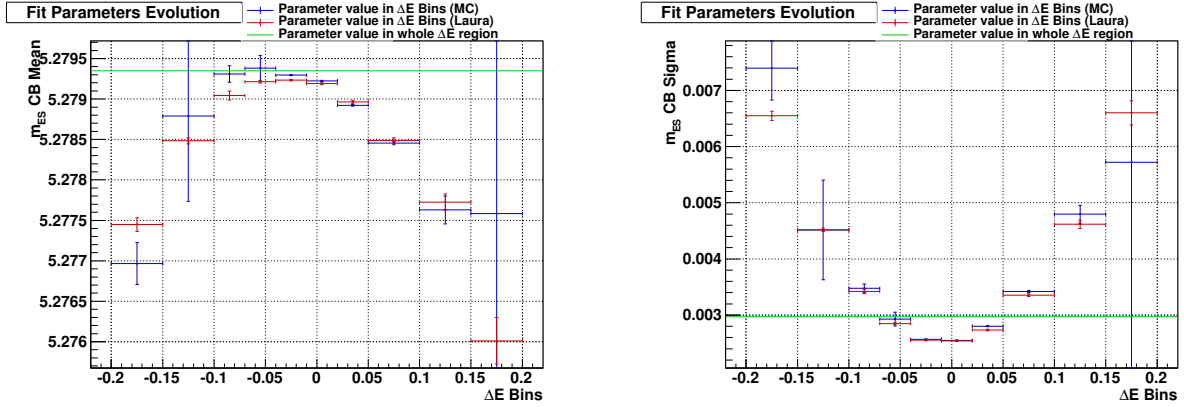 Fit Parameters Evolution
Parameter value in ΔE Bins (MC)
Parameter value in ΔE Bins (Laura)
Parameter value in whole ΔE region
m_ES CB Mean
5.2795
5.279
5.2785
5.278
5.2775
5.277
5.2765
5.276
-0.2 -0.15 -0.1 -0.05 0 0.05 0.1 0.15 0.2
ΔE Bins
Fit Parameters Evolution
Parameter value in ΔE Bins (MC)
Parameter value in ΔE Bins (Laura)
Parameter value in whole ΔE region
m_ES CB Sigma
0.007
0.006
0.005
0.004
0.003
-0.2 -0.15 -0.1 -0.05 0 0.05 0.1 0.15 0.2
ΔE Bins